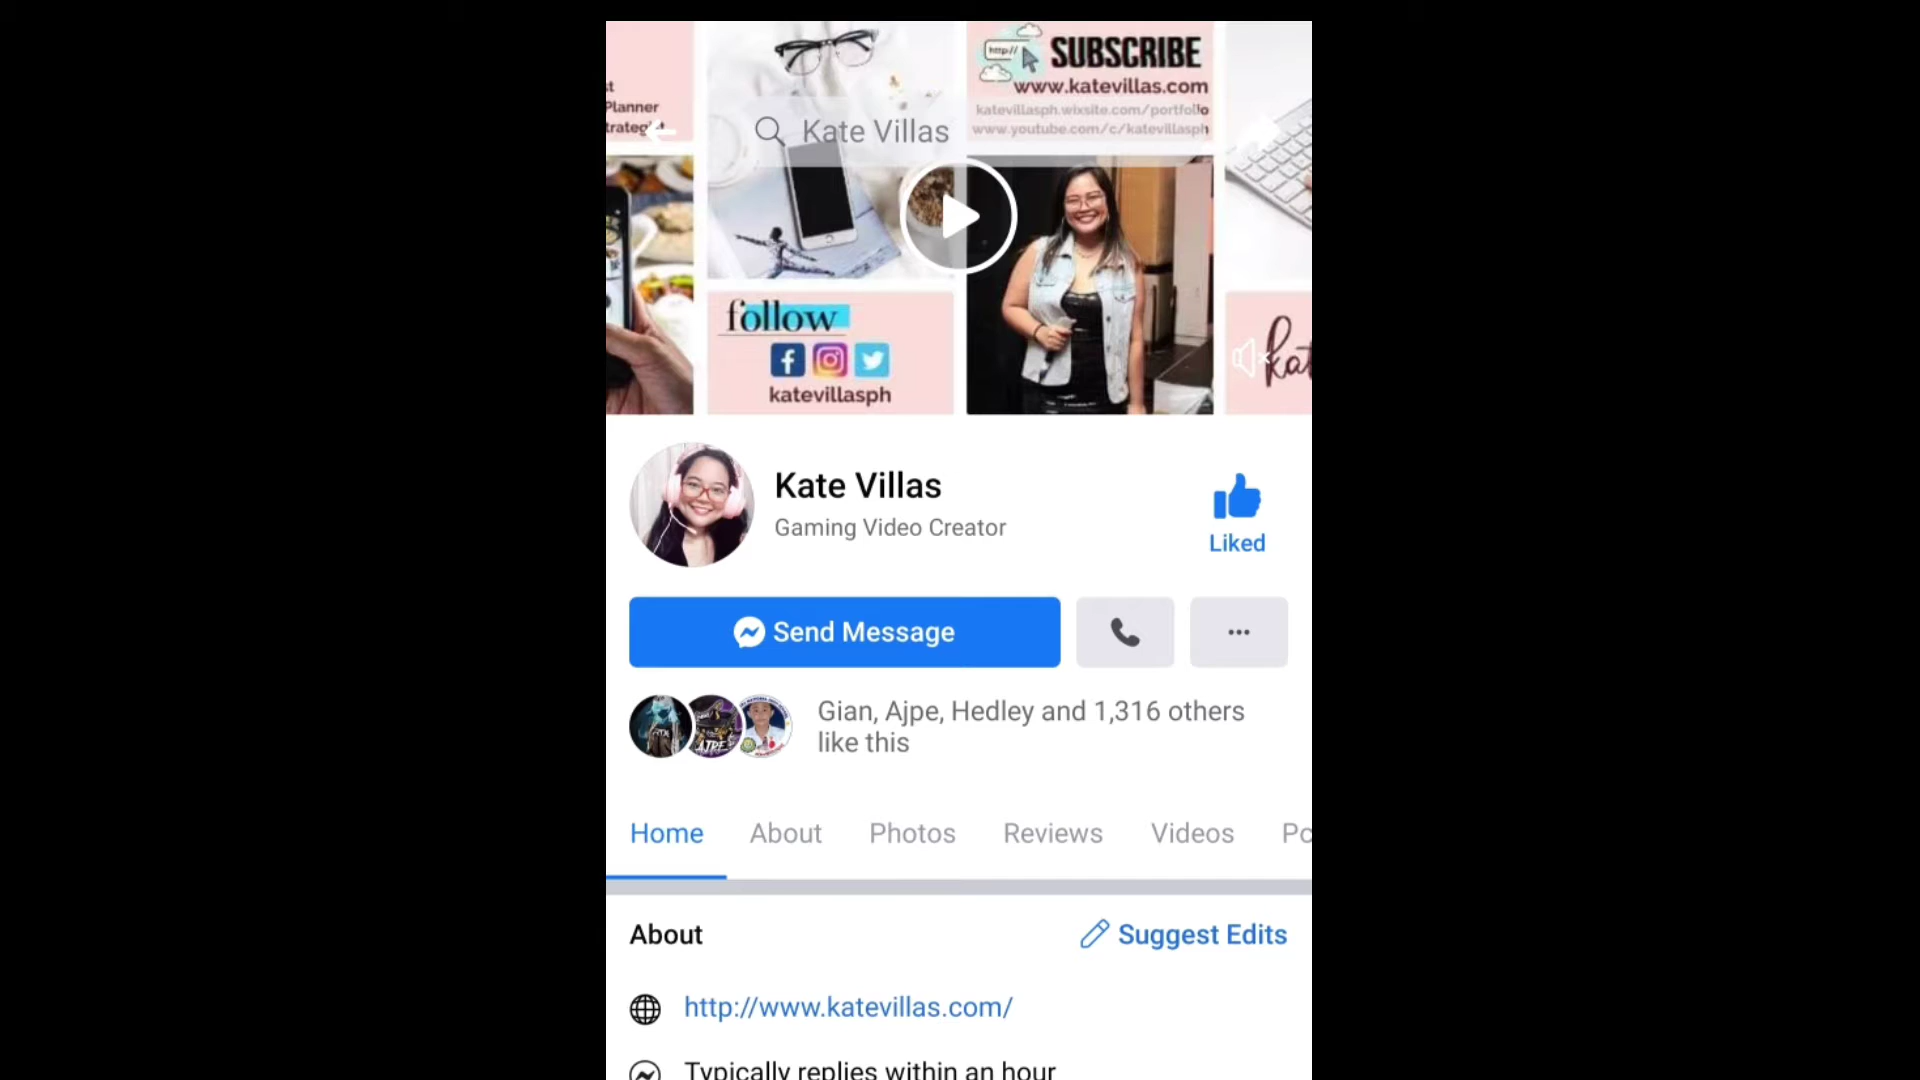 Planner
SUBSCRIBE
http://
www.katevillas.com
katevillasph.wixsite.com/portfolio
www.youtube.com/c/katevillasph
Kate Villas
follow
katevillasph
Kate Villas
Gaming Video Creator
Liked
Send Message
Gian, Ajpe, Hedley and 1,316 others
like this
Home About Photos Reviews Videos
About
Suggest Edits
http://www.katevillas.com/
Typically replies within an hour